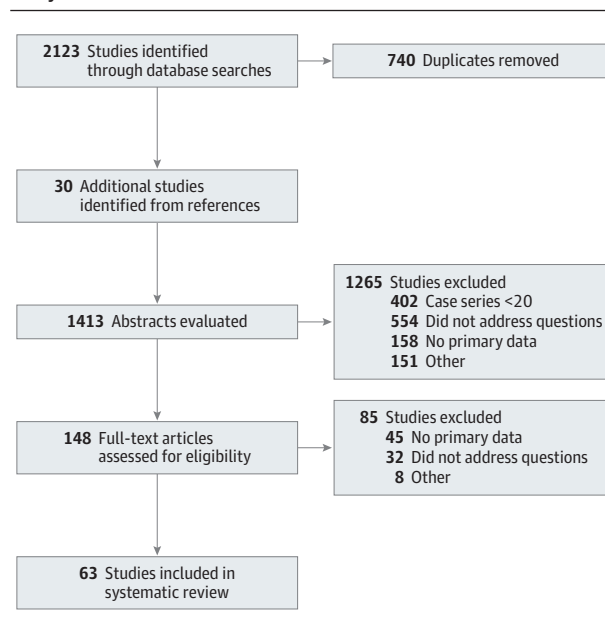 2123 Studies identified
through database searches
740 Duplicates removed
30 Additional studies
identified from references
1413 Abstracts evaluated
1265 Studies excluded
402 Case series <20
554 Did not address questions
158 No primary data
151 Other
148 Full-text articles
assessed for eligibility
85 Studies excluded
45 No primary data
32 Did not address questions
8 Other
63 Studies included in
systematic review